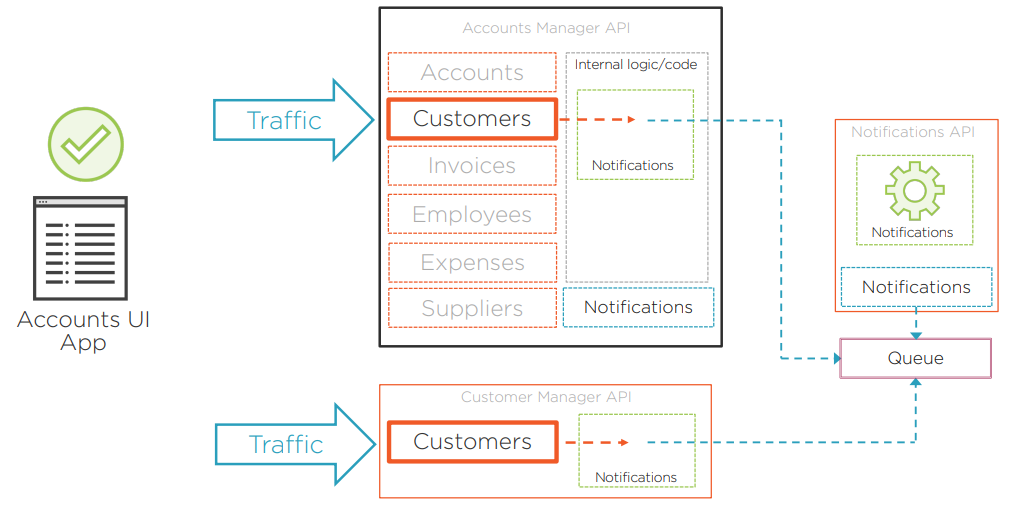 Accounts Manager API
Accounts
Internal logic/code
Traffic
Customers
Notifications
Invoices
Employees
Expenses
Suppliers
Notifications
Notifications API
Notifications
Notifications
Queue
Accounts UI
App
Customer Manager API
Traffic
Customers
Notifications